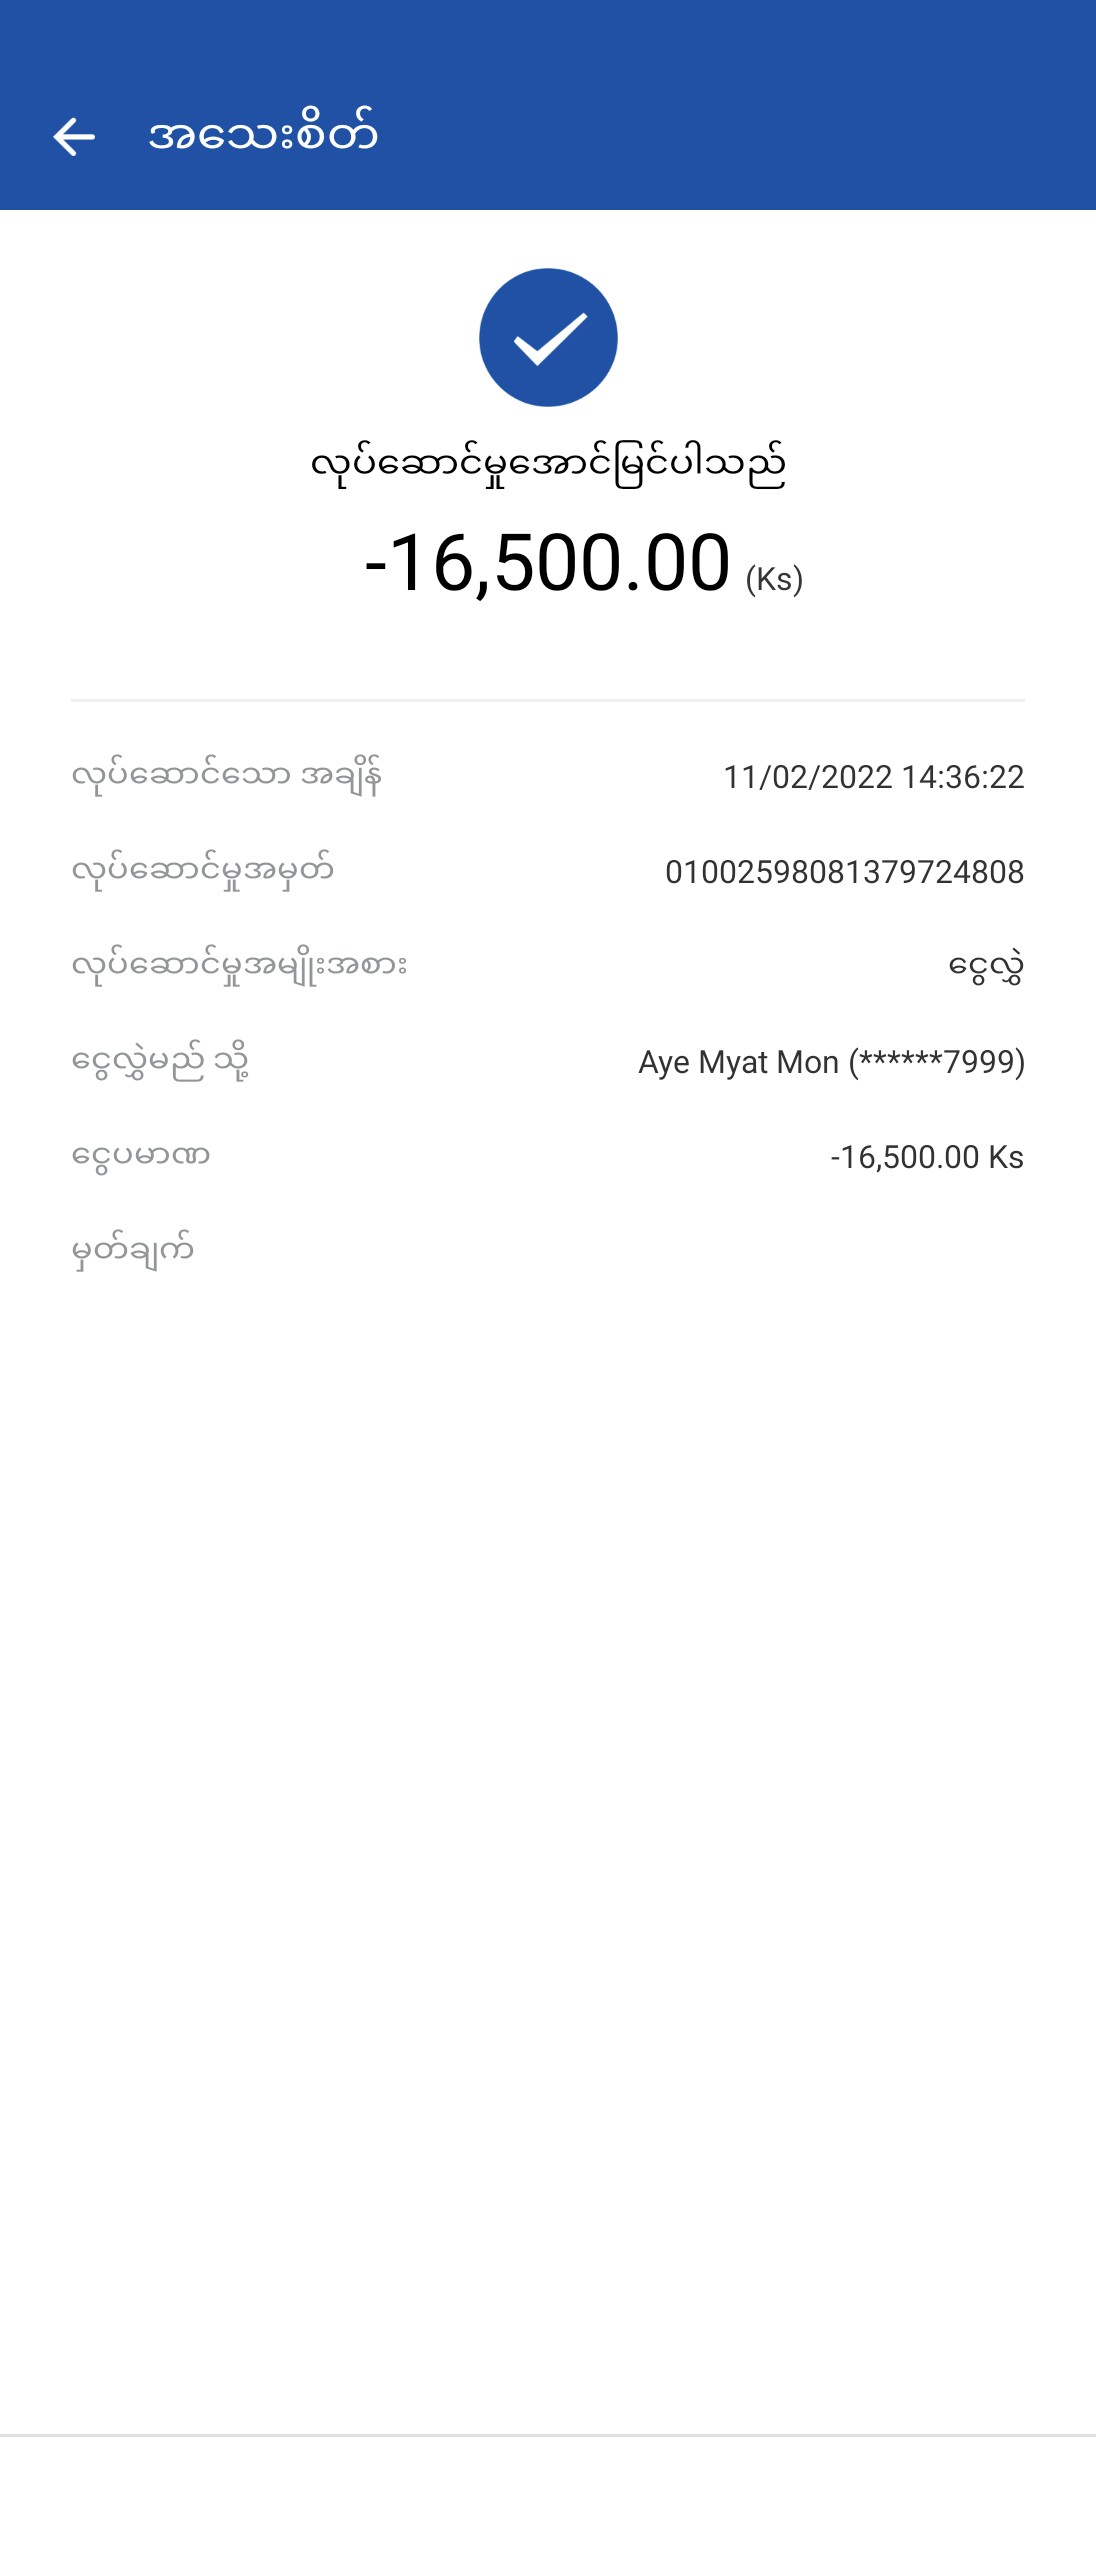 အသေးစိတ်
လုပ်ဆောင်မှုအောင်မြင်ပါသည်
-16,500.00 (Ks)
လုပ်ဆောင်သော အချိန် 11/02/2022 14:36:22
လုပ်ဆောင်မှုအမှတ် 01002598081379724808
လုပ်ဆောင်မှုအမျိုးအစား ငွေလွှဲ
ငွေလွှဲမည် သို့ Aye Myat Mon (******7999)
ငွေပမာဏ -16,500.00 Ks
မှတ်ချက်